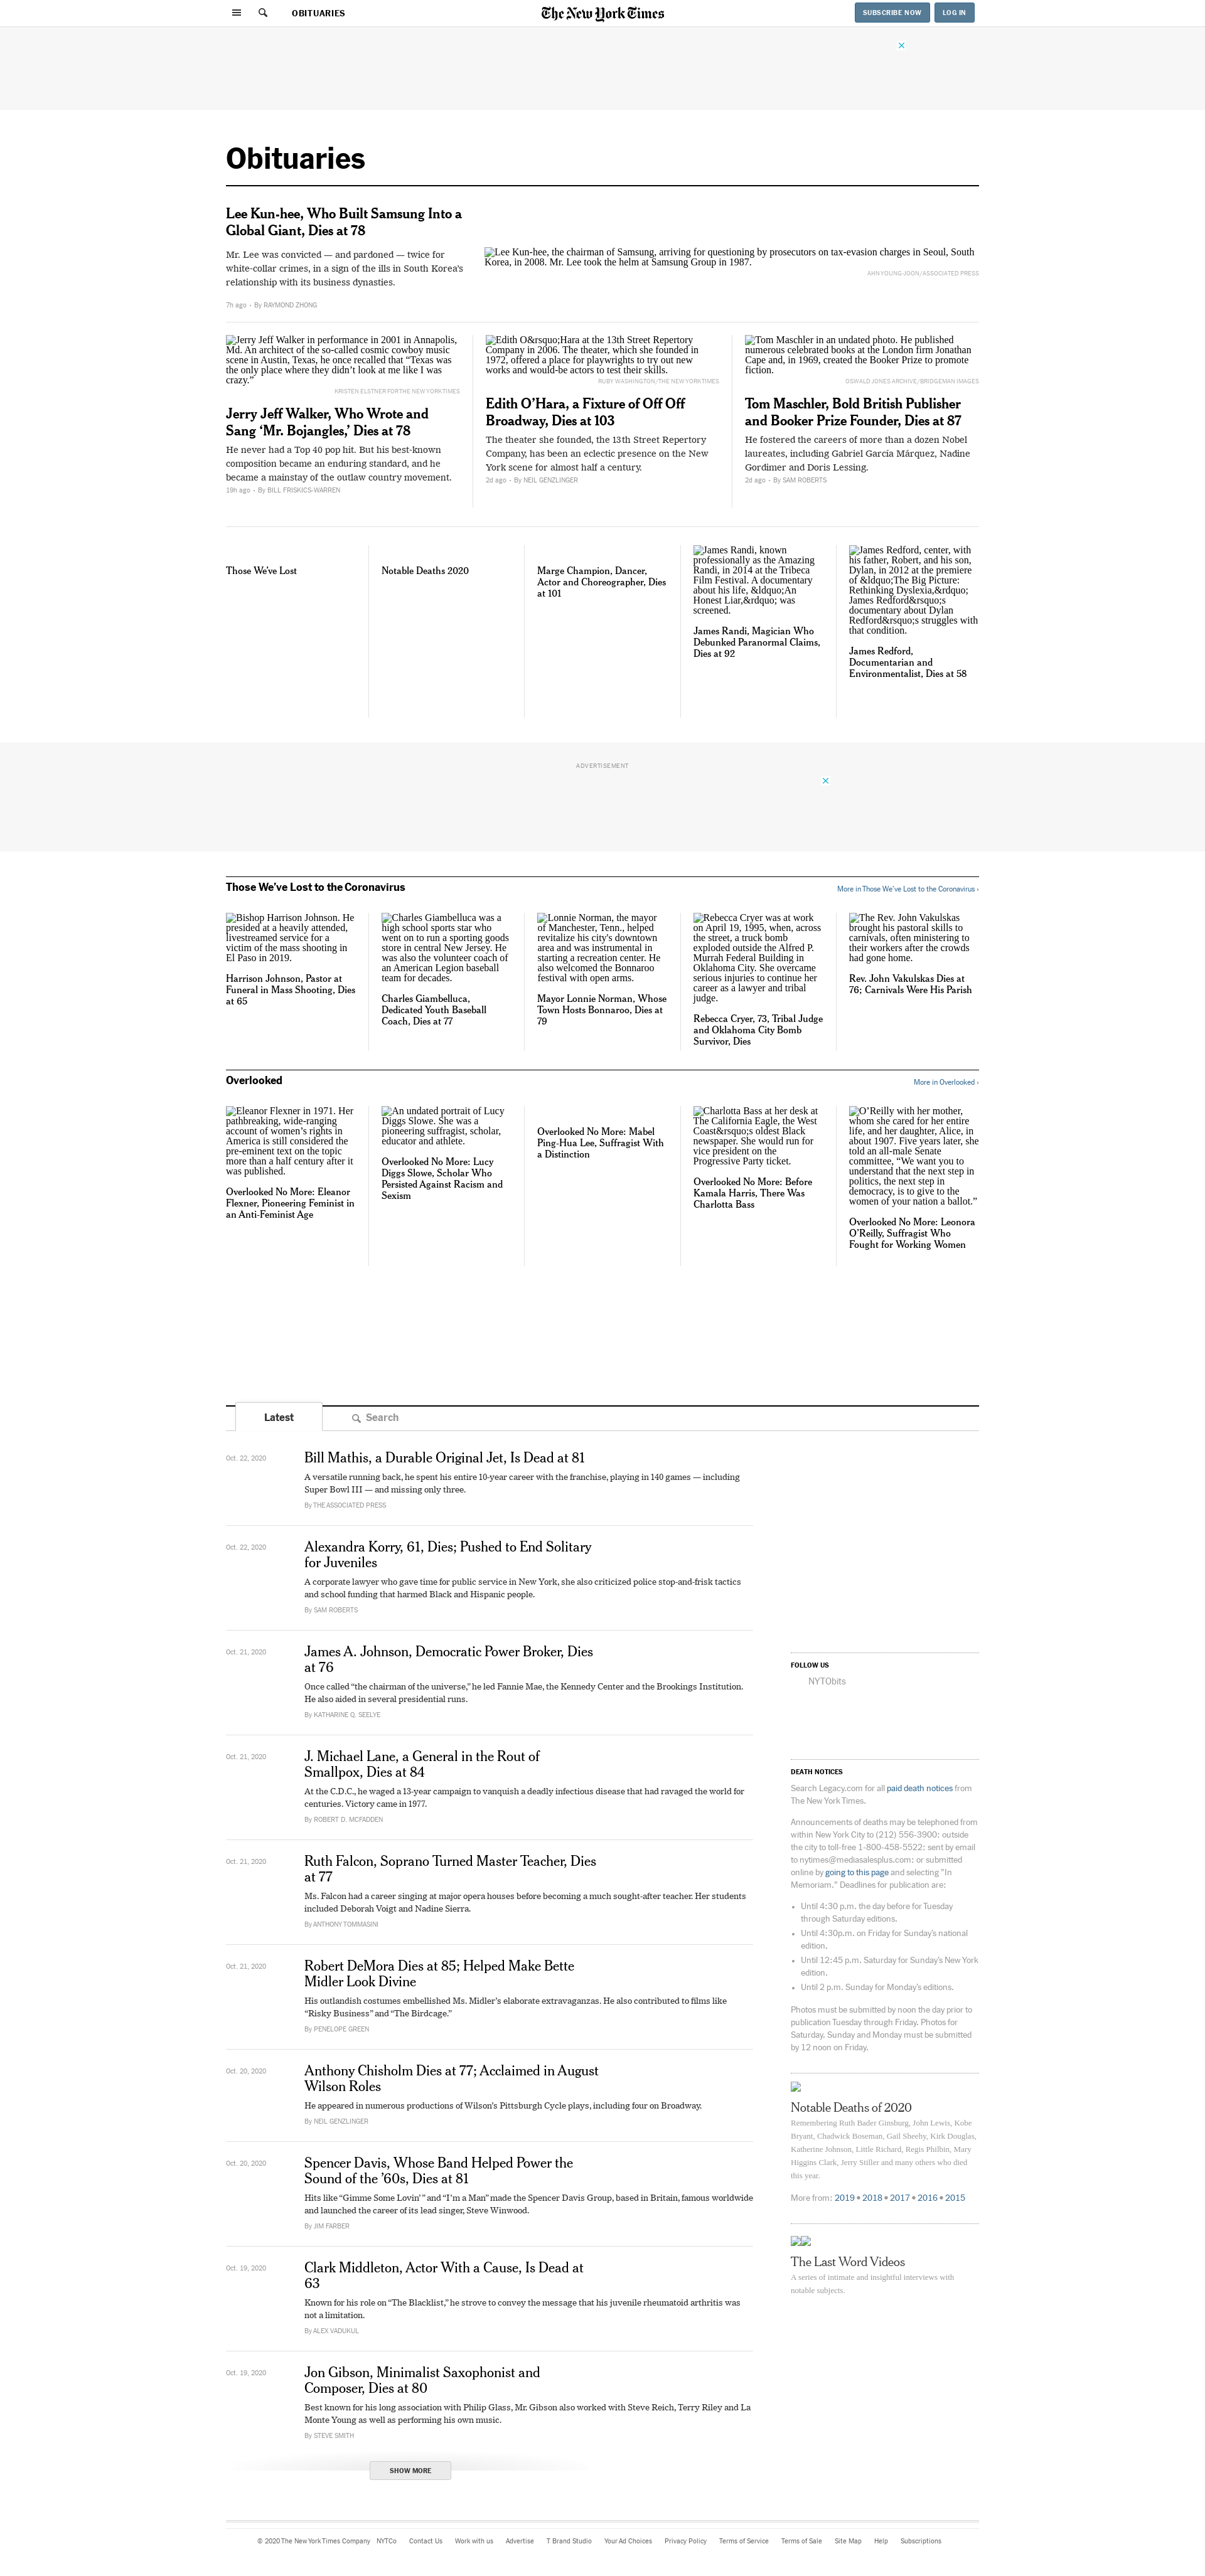 OBITUARIES
The New York Times
SUBSCRIBE NOW
LOG IN
Obituaries
Lee Kun-hee, Who Built Samsung Into a
Global Giant, Dies at 78
Mr. Lee was convicted — and pardoned — twice for
white-collar crimes, in a sign of the ills in South Korea's
relationship with its business dynasties.
7h ago • By RAYMOND ZHONG
Lee Kun-hee, the chairman of Samsung, arriving for questioning by prosecutors on tax-evasion charges in Seoul, South
Korea, in 2008. Mr. Lee took the helm at Samsung Group in 1987.
AHN YOUNG-JOON/ASSOCIATED PRESS
Jerry Jeff Walker in performance in 2001 in Annapolis,
Md. An architect of the so-called cosmic cowboy music
scene in Austin, Texas, he once recalled that “Texas was
the only place where they didn’t look at me like I was
crazy.”
KRISTEN ELSTNER FOR THE NEW YORK TIMES
Jerry Jeff Walker, Who Wrote and
Sang ‘Mr. Bojangles,’ Dies at 78
He never had a Top 40 pop hit. But his best-known
composition became an enduring standard, and he
became a mainstay of the outlaw country movement.
19h ago • By BILL FRISKICS-WARREN
Edith O&rsquo;Hara at the 13th Street Repertory
Company in 2006. The theater, which she founded in
1972, offered a place for playwrights to try out new
works and would-be actors to test their skills.
RUBY WASHINGTON/THE NEW YORK TIMES
Edith O’Hara, a Fixture of Off Off
Broadway, Dies at 103
The theater she founded, the 13th Street Repertory
Company, has been an eclectic presence on the New
York scene for almost half a century.
2d ago • By NEIL GENZLINGER
Tom Maschler in an undated photo. He published
numerous celebrated books at the London firm Jonathan
Cape and, in 1969, created the Booker Prize to promote
fiction.
OSWALD JONES ARCHIVE/BRIDGEMAN IMAGES
Tom Maschler, Bold British Publisher
and Booker Prize Founder, Dies at 87
He fostered the careers of more than a dozen Nobel
laureates, including Gabriel García Márquez, Nadine
Gordimer and Doris Lessing.
2d ago • By SAM ROBERTS
Those We’ve Lost
Notable Deaths 2020
Marge Champion, Dancer,
Actor and Choreographer, Dies
at 101
James Randi, known
professionally as the Amazing
Randi, in 2014 at the Tribeca
Film Festival. A documentary
about his life, &ldquo;An
Honest Liar,&rdquo; was
screened.
James Randi, Magician Who
Debunked Paranormal Claims,
Dies at 92
James Redford, center, with
his father, Robert, and his son,
Dylan, in 2012 at the premiere
of &ldquo;The Big Picture:
Rethinking Dyslexia,&rdquo;
James Redford&rsquo;s
documentary about Dylan
Redford&rsquo;s struggles with
that condition.
James Redford,
Documentarian and
Environmentalist, Dies at 58
ADVERTISEMENT
Those We’ve Lost to the Coronavirus
More in Those We’ve Lost to the Coronavirus ›
Bishop Harrison Johnson. He
presided at a heavily attended,
livestreamed service for a
victim of the mass shooting in
El Paso in 2019.
Harrison Johnson, Pastor at
Funeral in Mass Shooting, Dies
at 65
Charles Giambelluca was a
high school sports star who
went on to run a sporting goods
store in central New Jersey. He
was also the volunteer coach of
an American Legion baseball
team for decades.
Charles Giambelluca,
Dedicated Youth Baseball
Coach, Dies at 77
Lonnie Norman, the mayor
of Manchester, Tenn., helped
revitalize his city's downtown
area and was instrumental in
starting a recreation center. He
also welcomed the Bonnaroo
festival with open arms.
Mayor Lonnie Norman, Whose
Town Hosts Bonnaroo, Dies at
79
Rebecca Cryer was at work
on April 19, 1995, when, across
the street, a truck bomb
exploded outside the Alfred P.
Murrah Federal Building in
Oklahoma City. She overcame
serious injuries to continue her
career as a lawyer and tribal
judge.
Rebecca Cryer, 73, Tribal Judge
and Oklahoma City Bomb
Survivor, Dies
The Rev. John Vakulskas
brought his pastoral skills to
carnivals, often ministering to
their workers after the crowds
had gone home.
Rev. John Vakulskas Dies at
76; Carnivals Were His Parish
Overlooked
More in Overlooked ›
Eleanor Flexner in 1971. Her
pathbreaking, wide-ranging
account of women’s rights in
America is still considered the
pre-eminent text on the topic
more than a half century after it
was published.
Overlooked No More: Eleanor
Flexner, Pioneering Feminist in
an Anti-Feminist Age
An undated portrait of Lucy
Diggs Slowe. She was a
pioneering suffragist, scholar,
educator and athlete.
Overlooked No More: Lucy
Diggs Slowe, Scholar Who
Persisted Against Racism and
Sexism
Overlooked No More: Mabel
Ping-Hua Lee, Suffragist With
a Distinction
Charlotta Bass at her desk at
The California Eagle, the West
Coast&rsquo;s oldest Black
newspaper. She would run for
vice president on the
Progressive Party ticket.
Overlooked No More: Before
Kamala Harris, There Was
Charlotta Bass
O’Reilly with her mother,
whom she cared for her entire
life, and her daughter, Alice, in
about 1907. Five years later, she
told an all-male Senate
committee, “We want you to
understand that the next step in
politics, the next step in
democracy, is to give to the
women of your nation a ballot.”
Overlooked No More: Leonora
O’Reilly, Suffragist Who
Fought for Working Women
Latest
Search
Oct. 22, 2020
Bill Mathis, a Durable Original Jet, Is Dead at 81
A versatile running back, he spent his entire 10-year career with the franchise, playing in 140 games — including
Super Bowl III — and missing only three.
By THE ASSOCIATED PRESS
Oct. 22, 2020
Alexandra Korry, 61, Dies; Pushed to End Solitary
for Juveniles
A corporate lawyer who gave time for public service in New York, she also criticized police stop-and-frisk tactics
and school funding that harmed Black and Hispanic people.
By SAM ROBERTS
Oct. 21, 2020
James A. Johnson, Democratic Power Broker, Dies
at 76
Once called “the chairman of the universe,” he led Fannie Mae, the Kennedy Center and the Brookings Institution.
He also aided in several presidential runs.
By KATHARINE Q. SEELYE
Oct. 21, 2020
J. Michael Lane, a General in the Rout of
Smallpox, Dies at 84
At the C.D.C., he waged a 13-year campaign to vanquish a deadly infectious disease that had ravaged the world for
centuries. Victory came in 1977.
By ROBERT D. MCFADDEN
Oct. 21, 2020
Ruth Falcon, Soprano Turned Master Teacher, Dies
at 77
Ms. Falcon had a career singing at major opera houses before becoming a much sought-after teacher. Her students
included Deborah Voigt and Nadine Sierra.
By ANTHONY TOMMASINI
Oct. 21, 2020
Robert DeMora Dies at 85; Helped Make Bette
Midler Look Divine
His outlandish costumes embellished Ms. Midler’s elaborate extravaganzas. He also contributed to films like
“Risky Business” and “The Birdcage.”
By PENELOPE GREEN
Oct. 20, 2020
Anthony Chisholm Dies at 77; Acclaimed in August
Wilson Roles
He appeared in numerous productions of Wilson’s Pittsburgh Cycle plays, including four on Broadway.
By NEIL GENZLINGER
Oct. 20, 2020
Spencer Davis, Whose Band Helped Power the
Sound of the ’60s, Dies at 81
Hits like “Gimme Some Lovin’ ” and “I’m a Man” made the Spencer Davis Group, based in Britain, famous worldwide
and launched the career of its lead singer, Steve Winwood.
By JIM FARBER
Oct. 19, 2020
Clark Middleton, Actor With a Cause, Is Dead at
63
Known for his role on “The Blacklist,” he strove to convey the message that his juvenile rheumatoid arthritis was
not a limitation.
By ALEX VADUKUL
Oct. 19, 2020
Jon Gibson, Minimalist Saxophonist and
Composer, Dies at 80
Best known for his long association with Philip Glass, Mr. Gibson also worked with Steve Reich, Terry Riley and La
Monte Young as well as performing his own music.
By STEVE SMITH
SHOW MORE
FOLLOW US
NYTObits
DEATH NOTICES
Search Legacy.com for all paid death notices from
The New York Times.
Announcements of deaths may be telephoned from
within New York City to (212) 556-3900; outside
the city to toll-free 1-800-458-5522; sent by email
to nytimes@mediasalesplus.com; or submitted
online by going to this page and selecting "In
Memoriam." Deadlines for publication are:
• Until 4:30 p.m. the day before for Tuesday
through Saturday editions.
• Until 4:30p.m. on Friday for Sunday's national
edition.
• Until 12:45 p.m. Saturday for Sunday's New York
edition.
• Until 2 p.m. Sunday for Monday's editions.
Photos must be submitted by noon the day prior to
publication Tuesday through Friday. Photos for
Saturday, Sunday and Monday must be submitted
by 12 noon on Friday.
Notable Deaths of 2020
Remembering Ruth Bader Ginsburg, John Lewis, Kobe
Bryant, Chadwick Boseman, Gail Sheehy, Kirk Douglas,
Katherine Johnson, Little Richard, Regis Philbin, Mary
Higgins Clark, Jerry Stiller and many others who died
this year.
More from: 2019 • 2018 • 2017 • 2016 • 2015
The Last Word Videos
A series of intimate and insightful interviews with
notable subjects.
© 2020 The New York Times Company NYTCo Contact Us Work with us Advertise T Brand Studio Your Ad Choices Privacy Policy Terms of Service Terms of Sale Site Map Help Subscriptions